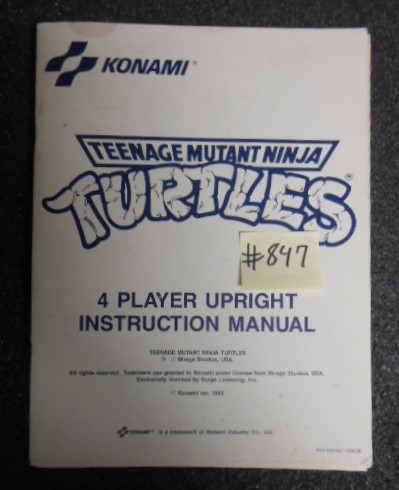 KONAMI®
TEENAGE MUTANT NINJA
TURTLES®
#847
4 PLAYER UPRIGHT
INSTRUCTION MANUAL
TEENAGE MUTANT NINJA TURTLES
Mirage Studios, USA.
All rights reserved. Trademark use granted to Konami under license from Mirage Studios, USA.
Exclusively licensed by Surge Licensing, Inc.
© Konami Inc.
KONAMI™ is a trademark of Konami Industry Co., Ltd.